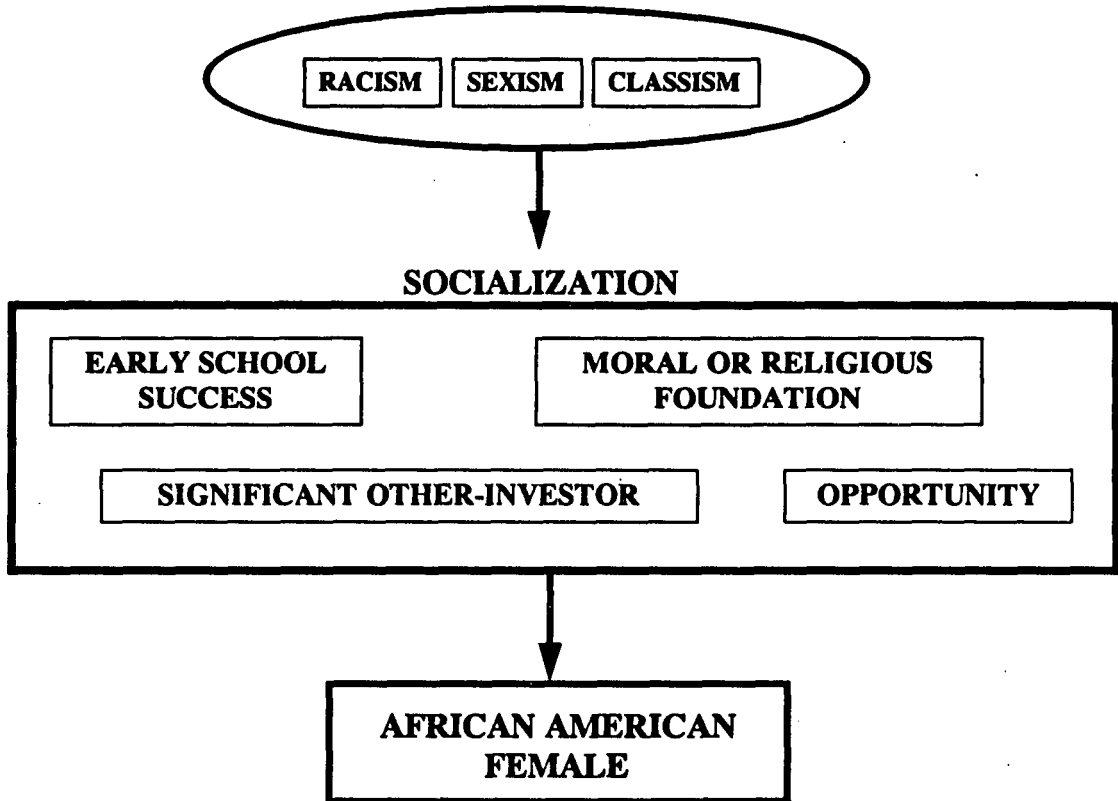 RACISM SEXISM CLASSISM
SOCIALIZATION
EARLY SCHOOL
SUCCESS
MORAL OR RELIGIOUS
FOUNDATION
SIGNIFICANT OTHER-INVESTOR
OPPORTUNITY
AFRICAN AMERICAN
FEMALE